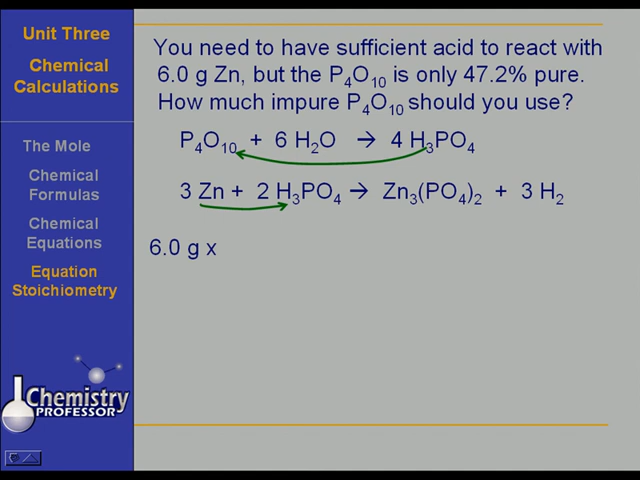 Unit Three
Chemical
Calculations
The Mole
Chemical
Formulas
Chemical
Equations
Equation
Stoichiometry
Chemistry
PROFESSOR
You need to have sufficient acid to react with
6.0 g Zn, but the P₄O₁₀ is only 47.2% pure.
How much impure P₄O₁₀ should you use?
P₄O₁₀ + 6 H₂O → 4 H₃PO₄
3 Zn + 2 H₃PO₄ → Zn₃(PO₄)₂ + 3 H₂
6.0 g x